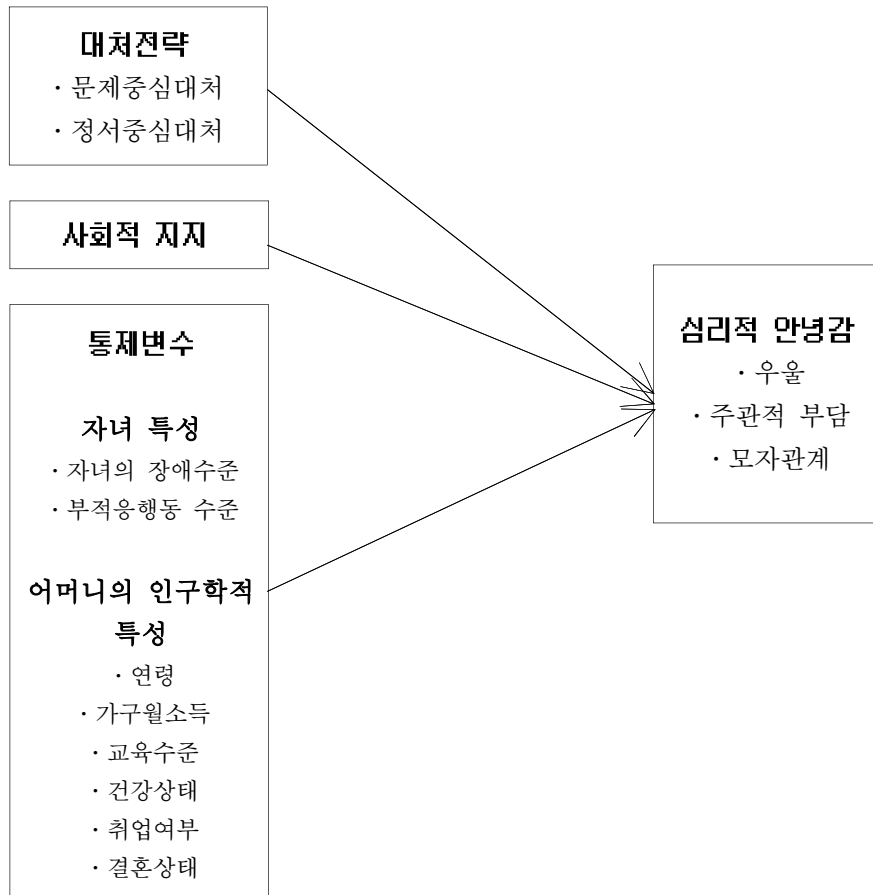 대처전략
· 문제중심대처
· 정서중심대처
사회적 지지
통제변수
자녀 특성
· 자녀의 장애수준
· 부적응행동 수준
어머니의 인구학적
특성
· 연령
· 가구월소득
· 교육수준
· 건강상태
· 취업여부
· 결혼상태
심리적 안녕감
· 우울
· 주관적 부담
· 모자관계